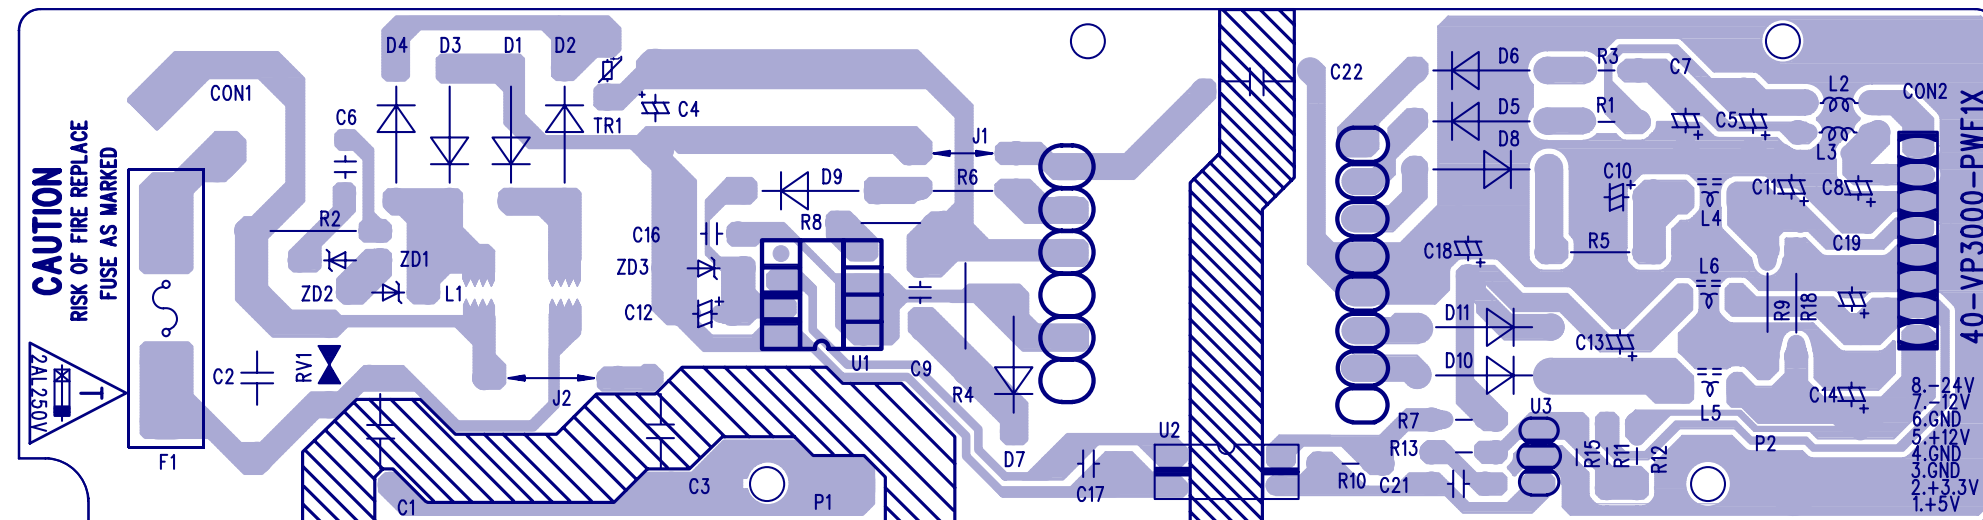 D4
D3
D1
D2
CON1
C6
TR1
C4
CAUTION
RISK OF FIRE REPLACE
FUSE AS MARKED
R2
ZD1
ZD2
L1
2AL250V
T
C2
RV1
F1
J2
C1
C3
P1
J1
D9
R6
R8
C16
ZD3
C12
U1
C9
R4
D7
C17
U2
C22
D6
R3
C7
D5
R1
C5
L2
L3
CON2
D8
C10
L4
C11
C8
C18
R5
C19
L6
R9
R18
D11
C13
D10
L5
C14
R7
U3
R13
R10
C21
R15
R11
R12
P2
40-VP3000-PWF1X
8.-24V
7.-12V
6.GND
5.+12V
4.GND
3.GND
2.+3.3V
1.+5V